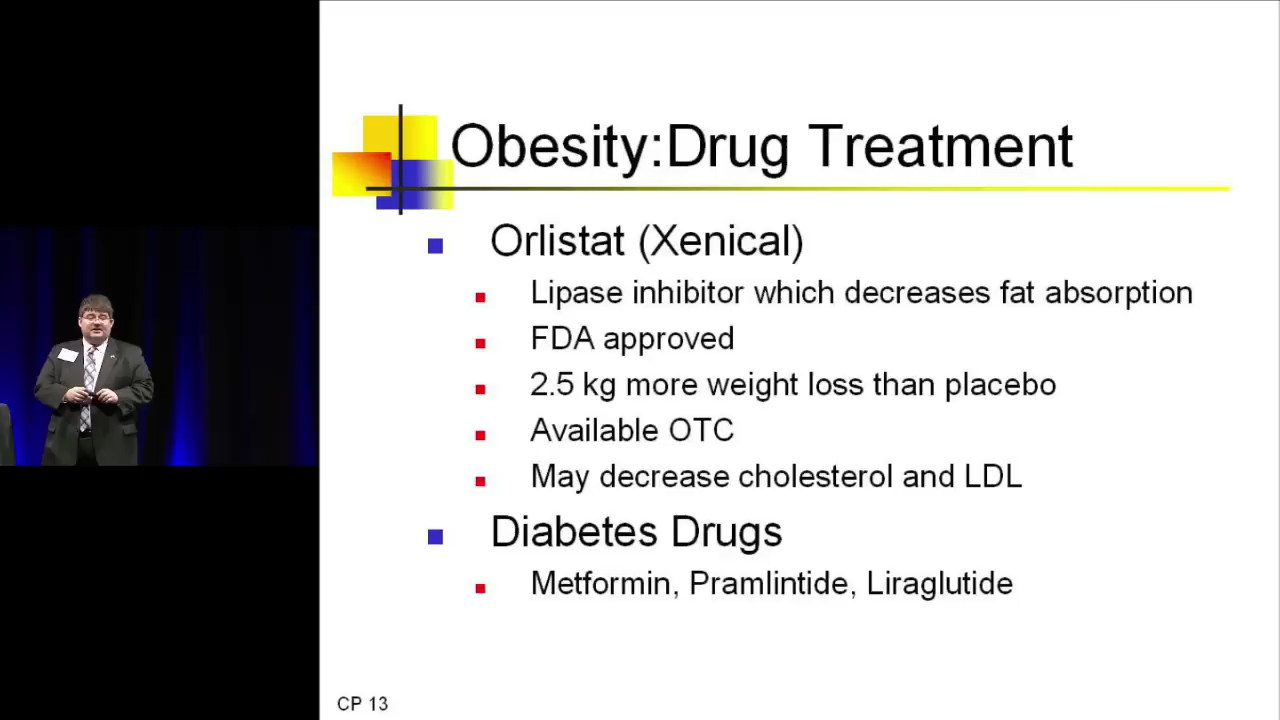 Obesity:Drug Treatment
Orlistat (Xenical)
Lipase inhibitor which decreases fat absorption
FDA approved
2.5 kg more weight loss than placebo
Available OTC
May decrease cholesterol and LDL
Diabetes Drugs
Metformin, Pramlintide, Liraglutide
CP 13